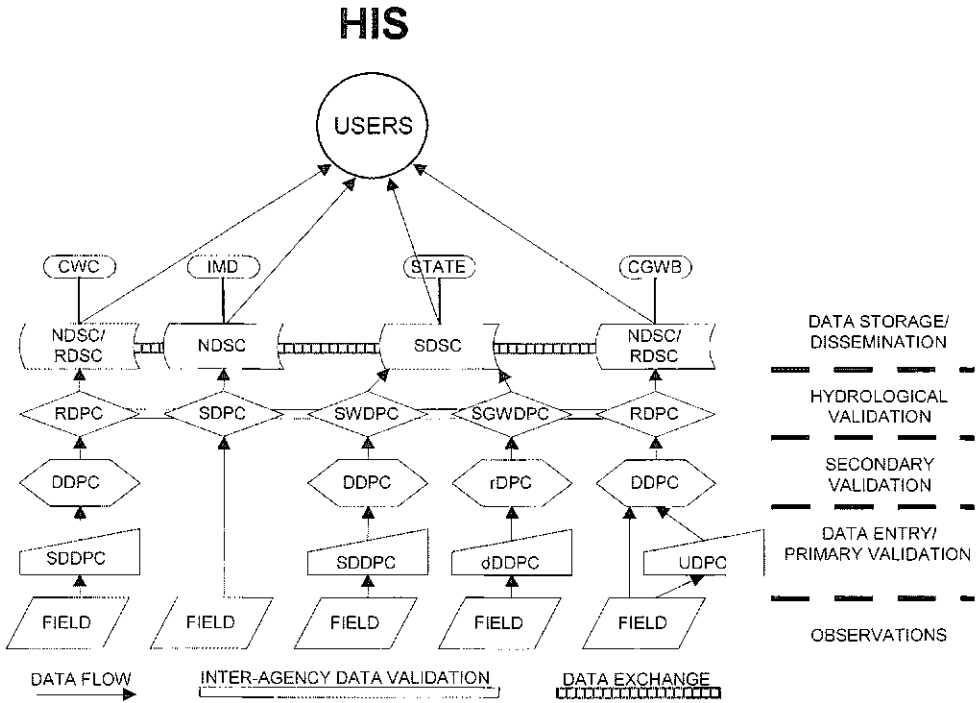 HIS
USERS
CWC
IMD
STATE
CGWB
NDSC/
RDSC
NDSC
SDSC
NDSC/
RDSC
DATA STORAGE/
DISSEMINATION
RDPC
SDPC
SWDPC
SGWDPC
RDPC
HYDROLOGICAL
VALIDATION
DDPC
DDPC
rDPC
DDPC
SECONDARY
VALIDATION
SDDPC
SDDPC
dDDPC
UDPC
DATA ENTRY/
PRIMARY VALIDATION
FIELD
FIELD
FIELD
FIELD
FIELD
OBSERVATIONS
DATA FLOW
INTER-AGENCY DATA VALIDATION
DATA EXCHANGE